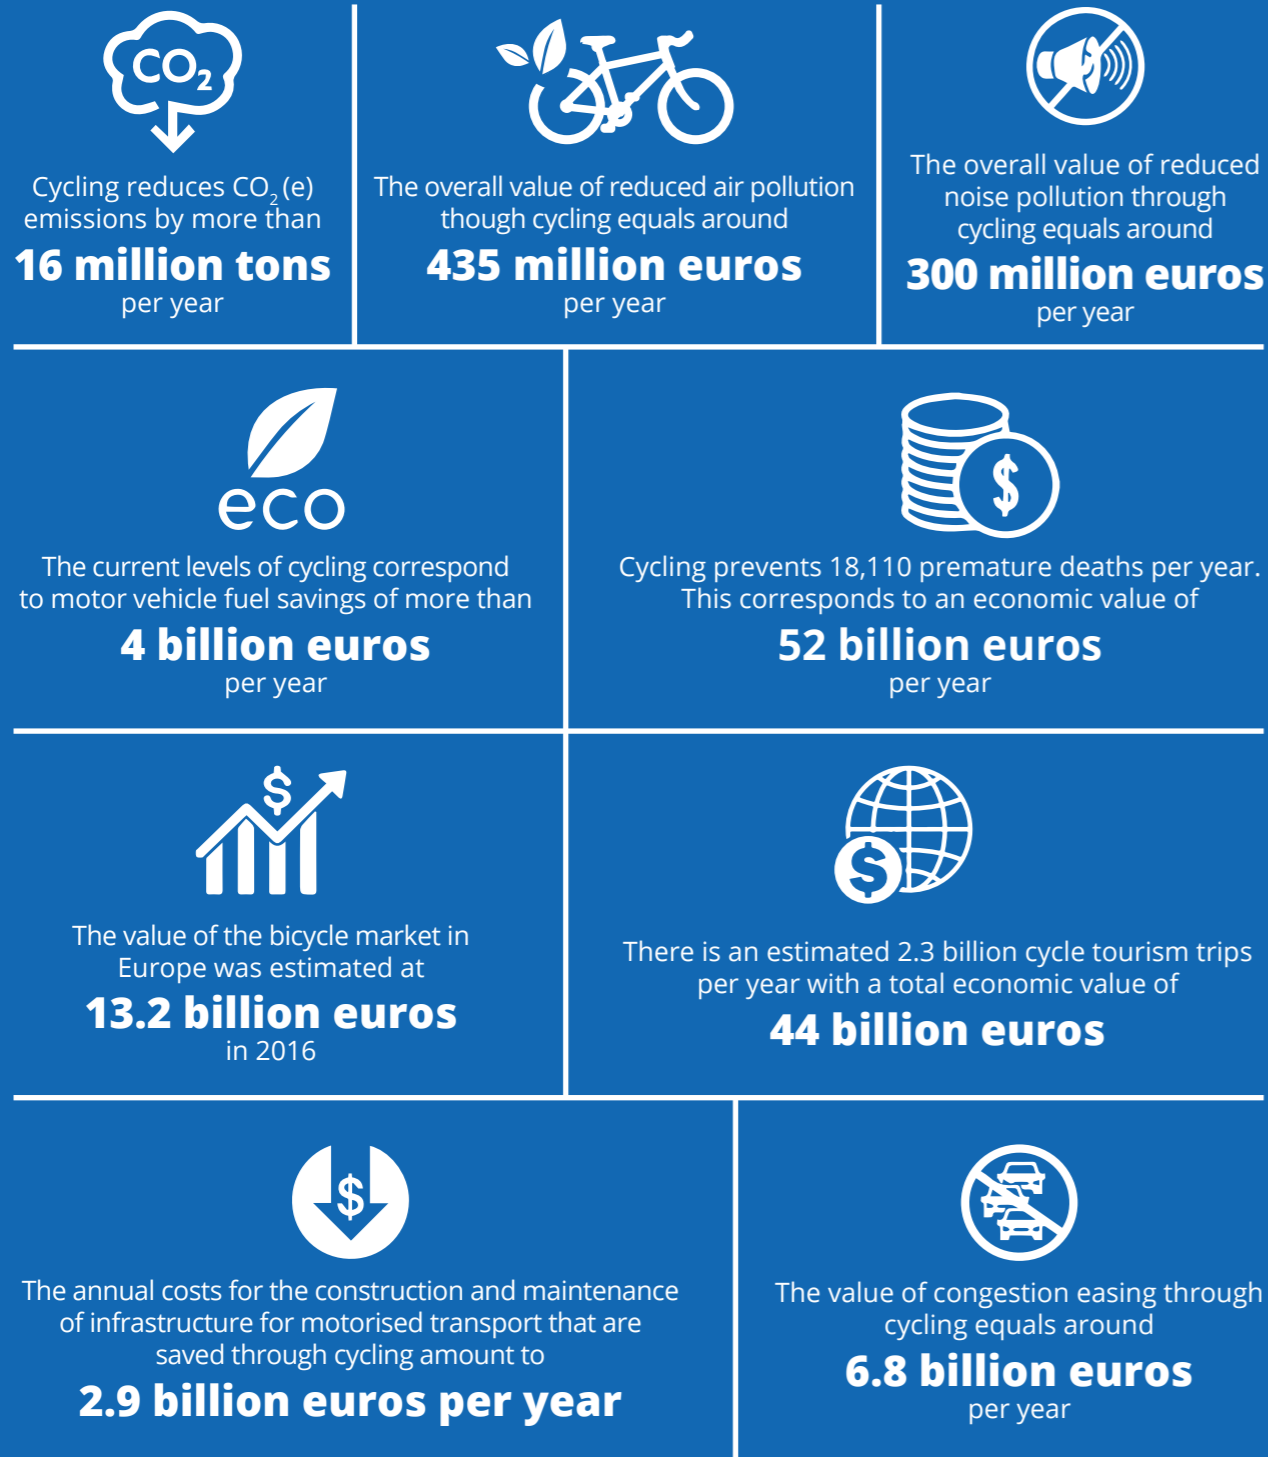 CO2
Cycling reduces CO2 (e)
emissions by more than
16 million tons
per year
The overall value of reduced air pollution
though cycling equals around
435 million euros
per year
The overall value of reduced
noise pollution through
cycling equals around
300 million euros
per year
eco
The current levels of cycling correspond
to motor vehicle fuel savings of more than
4 billion euros
per year
$
Cycling prevents 18,110 premature deaths per year.
This corresponds to an economic value of
52 billion euros
per year
$
The value of the bicycle market in
Europe was estimated at
13.2 billion euros
in 2016
$
There is an estimated 2.3 billion cycle tourism trips
per year with a total economic value of
44 billion euros
$
The annual costs for the construction and maintenance
of infrastructure for motorised transport that are
saved through cycling amount to
2.9 billion euros per year
The value of congestion easing through
cycling equals around
6.8 billion euros
per year